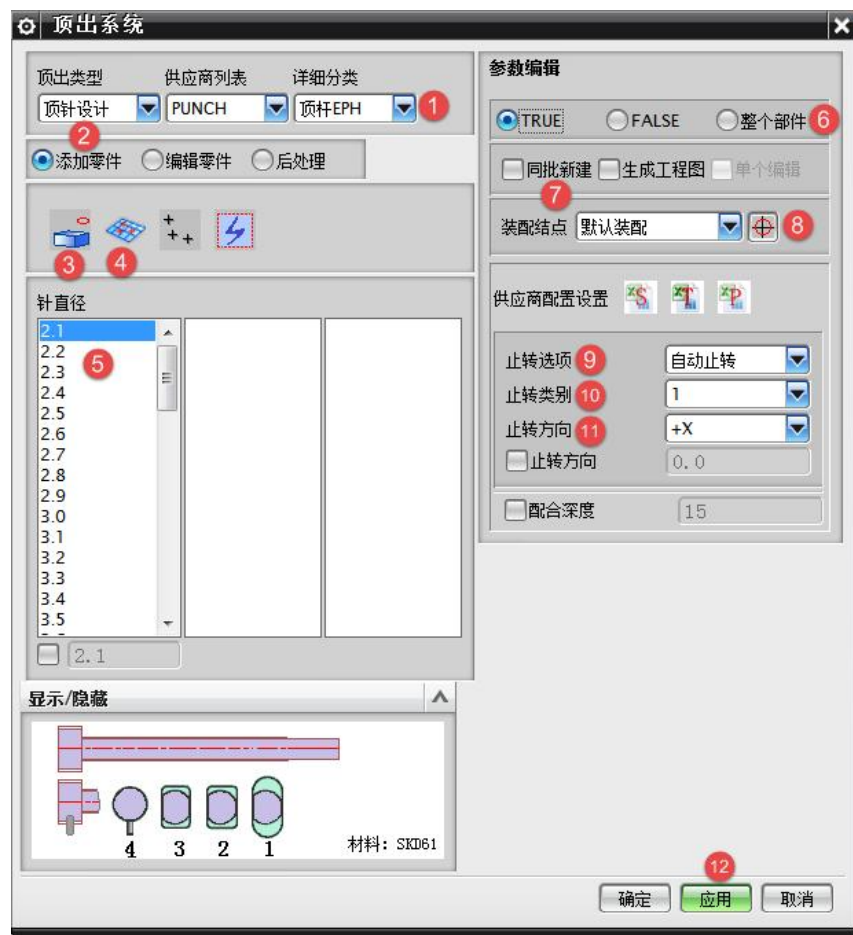 顶出系统
顶出类型 供应商列表 详细分类
顶针设计 PUNCH 顶杆EPH 1
2
添加零件 编辑零件 后处理
3 4
针直径
2.1
2.2
2.3
2.4
2.5
2.6
2.7
2.8
2.9
3.0
3.1
3.2
3.3
3.4
3.5
5
2.1
显示/隐藏
4 3 2 1 材料: SKD61
参数编辑
TRUE FALSE 整个部件 6
同批新建 生成工程图 单个编辑
7
装配结点 默认装配 8
供应商配置设置 XS XT XP
止转选项 9 自动止转
止转类别 10 1
止转方向 11 +X
止转方向 0.0
配合深度 15
12
确定 应用 取消